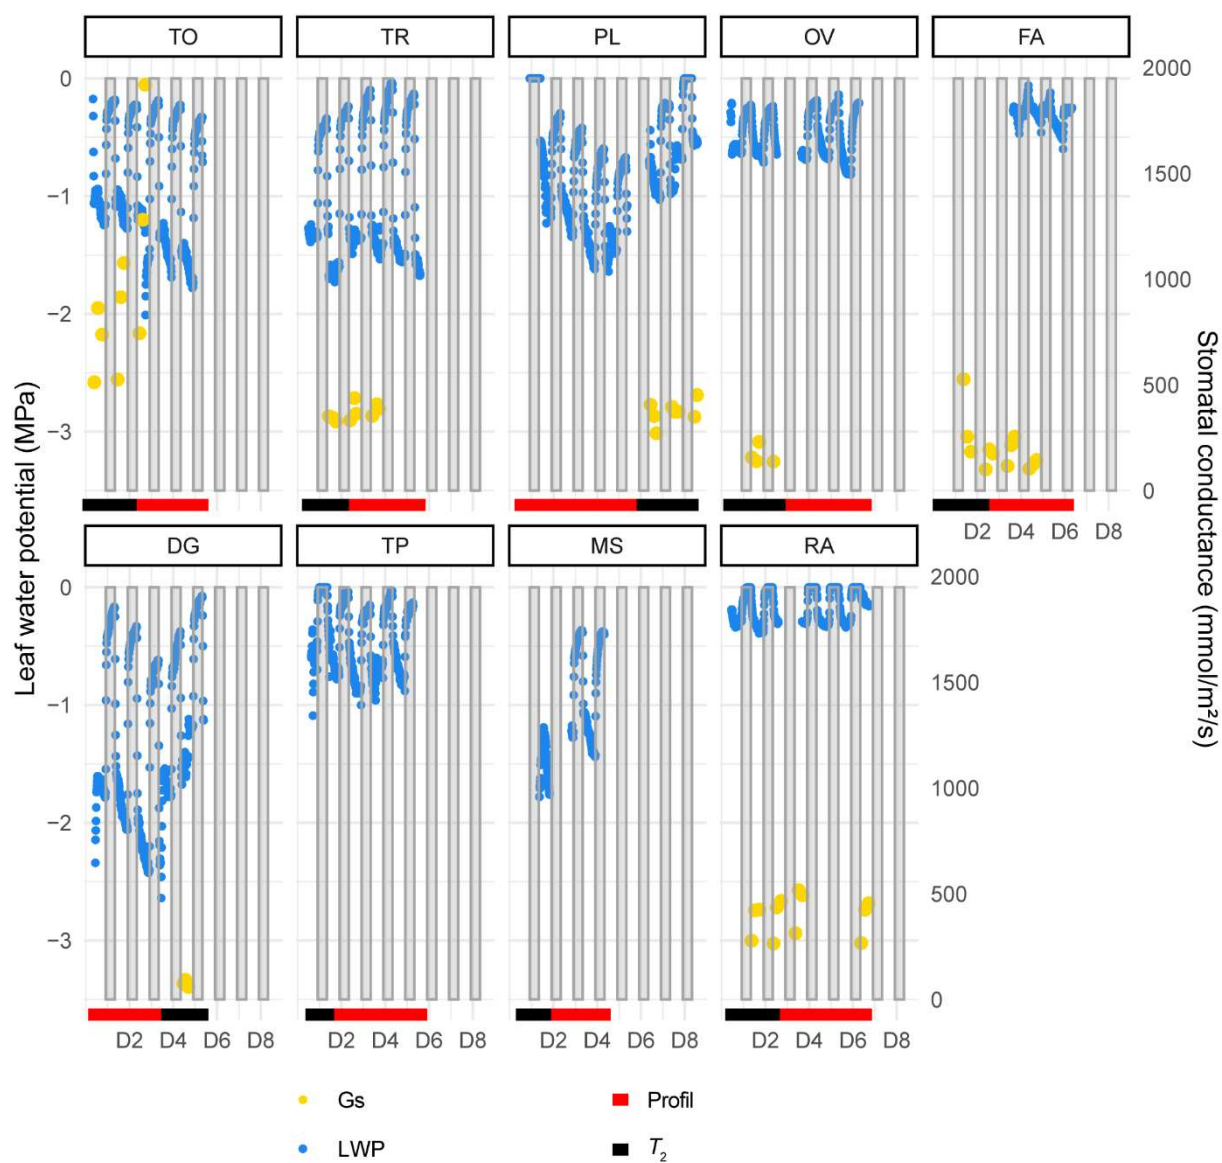 TO TR PL OV FA
0 2000
−1 1500
−2 1000
−3 500
0
D2 D4 D6 D8
DG TP MS RA
0 2000
−1 1500
−2 1000
−3 500
0
D2 D4 D6 D8 D2 D4 D6 D8 D2 D4 D6 D8 D2 D4 D6 D8
Leaf water potential (MPa)
Stomatal conductance (mmol/m²/s)
Gs Profil
LWP T₂